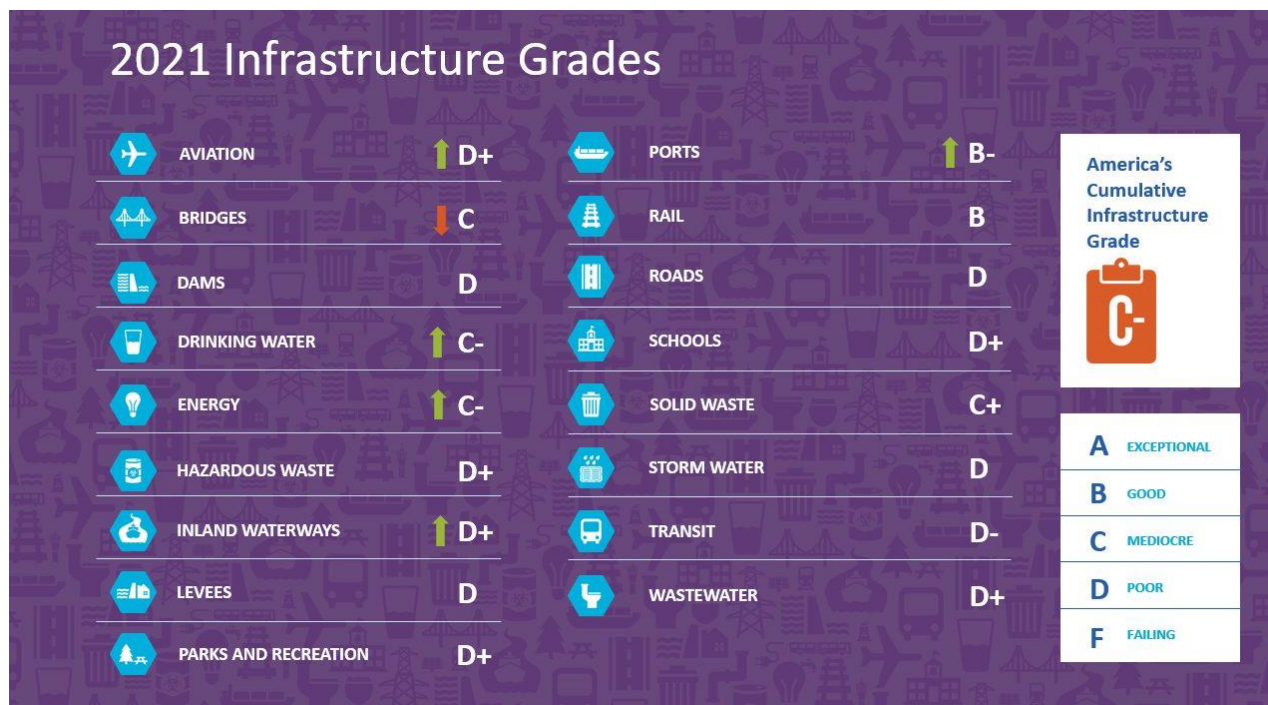 2021 Infrastructure Grades
AVIATION D+
BRIDGES C
DAMS D
DRINKING WATER C-
ENERGY C-
HAZARDOUS WASTE D+
INLAND WATERWAYS D+
LEVEES D
PARKS AND RECREATION D+
PORTS B-
RAIL B
ROADS D
SCHOOLS D+
SOLID WASTE C+
STORM WATER D
TRANSIT D-
WASTEWATER D+
America's
Cumulative
Infrastructure
Grade
C-
A EXCEPTIONAL
B GOOD
C MEDIOCRE
D POOR
F FAILING